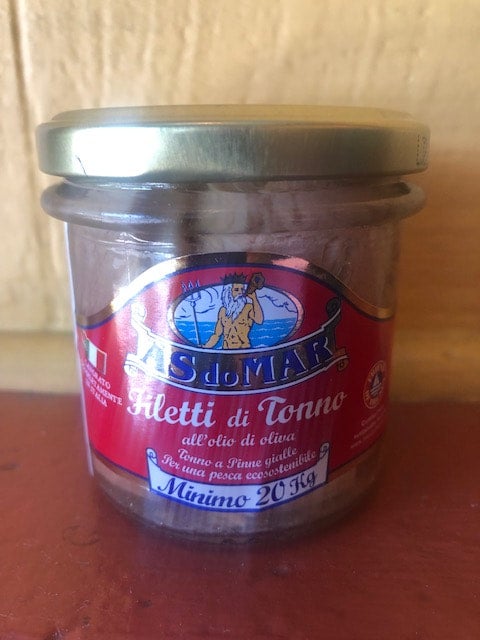 AS do MAR
Filetti di Tonno
all'olio di oliva
Tonno a Pinne gialle
Per una pesca ecosostenibile
Minimo 20 Kg